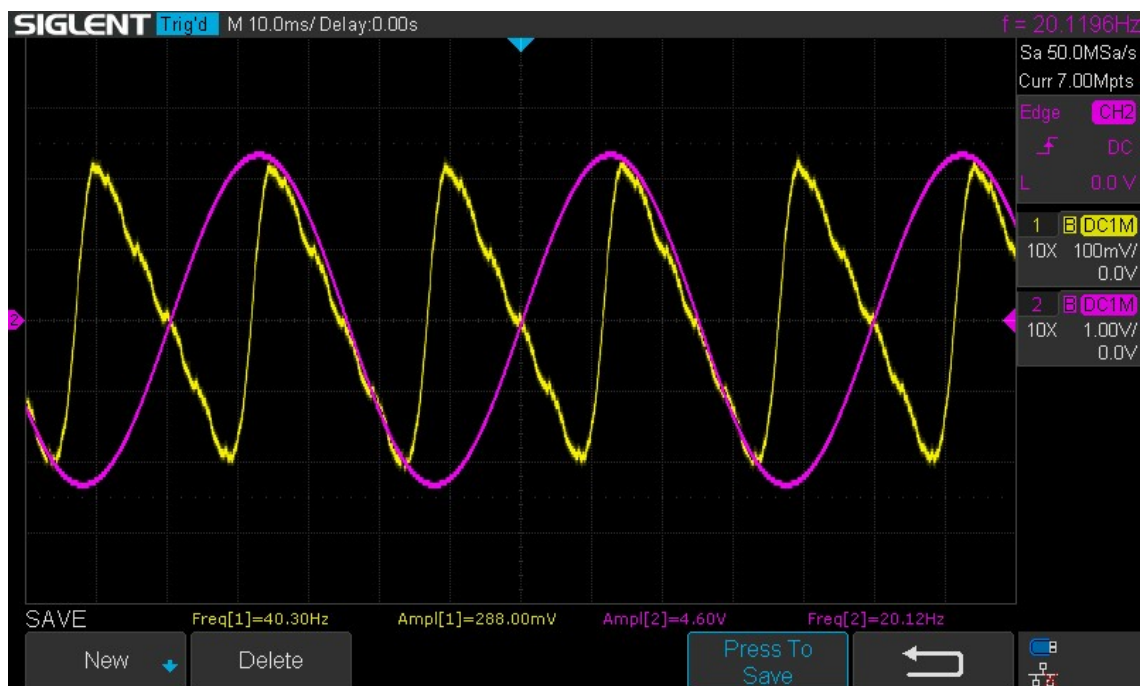 SIGLENT Trig'd M 10.0ms/ Delay:0.00s f = 20.1196Hz
Sa 50.0MSa/s
Curr 7.00Mpts
Edge CH2
DC
L 0.0 V
1 B DC1M
10X 100mV/
0.0V
2 B DC1M
10X 1.00V/
0.0V
2
SAVE Freq[1]=40.30Hz Ampl[1]=288.00mV Ampl[2]=4.60V Freq[2]=20.12Hz
New Delete Press To
Save
B